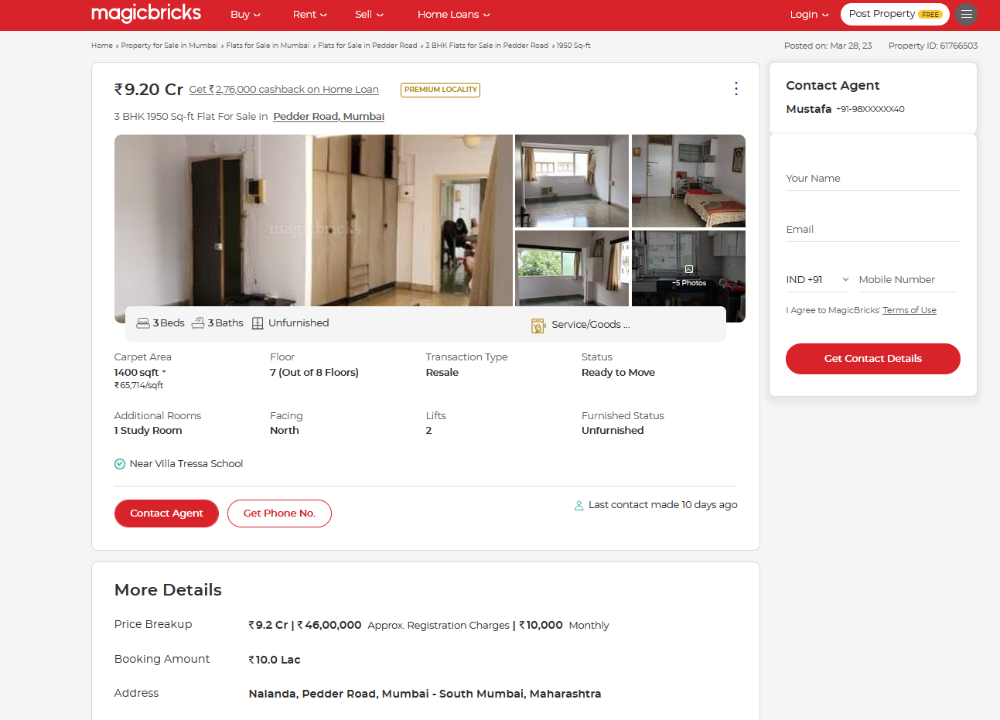 magicbricks
Buy
Rent
Sell
Home Loans
Login
Post Property FREE
Home › Property for Sale in Mumbai › Flats for Sale in Mumbai › Flats for Sale in Pedder Road › 3 BHK Flats for Sale in Pedder Road › 1950 Sq-ft
Posted on: Mar 28, 23
Property ID: 61766503
₹9.20 Cr Get ₹2,76,000 cashback on Home Loan PREMIUM LOCALITY
3 BHK 1950 Sq-ft Flat For Sale in Pedder Road, Mumbai
magicbricks
magicbricks
+5 Photos
3 Beds 3 Baths Unfurnished Service/Goods ...
Carpet Area
1400 sqft
₹65,714/sqft
Floor
7 (Out of 8 Floors)
Transaction Type
Resale
Status
Ready to Move
Additional Rooms
1 Study Room
Facing
North
Lifts
2
Furnished Status
Unfurnished
Near Villa Tressa School
Contact Agent
Get Phone No.
Last contact made 10 days ago
More Details
Price Breakup ₹9.2 Cr | ₹46,00,000 Approx. Registration Charges | ₹10,000 Monthly
Booking Amount ₹10.0 Lac
Address Nalanda, Pedder Road, Mumbai - South Mumbai, Maharashtra
Contact Agent
Mustafa +91-98XXXXXX40
Your Name
Email
IND +91 Mobile Number
I Agree to MagicBricks' Terms of Use
Get Contact Details